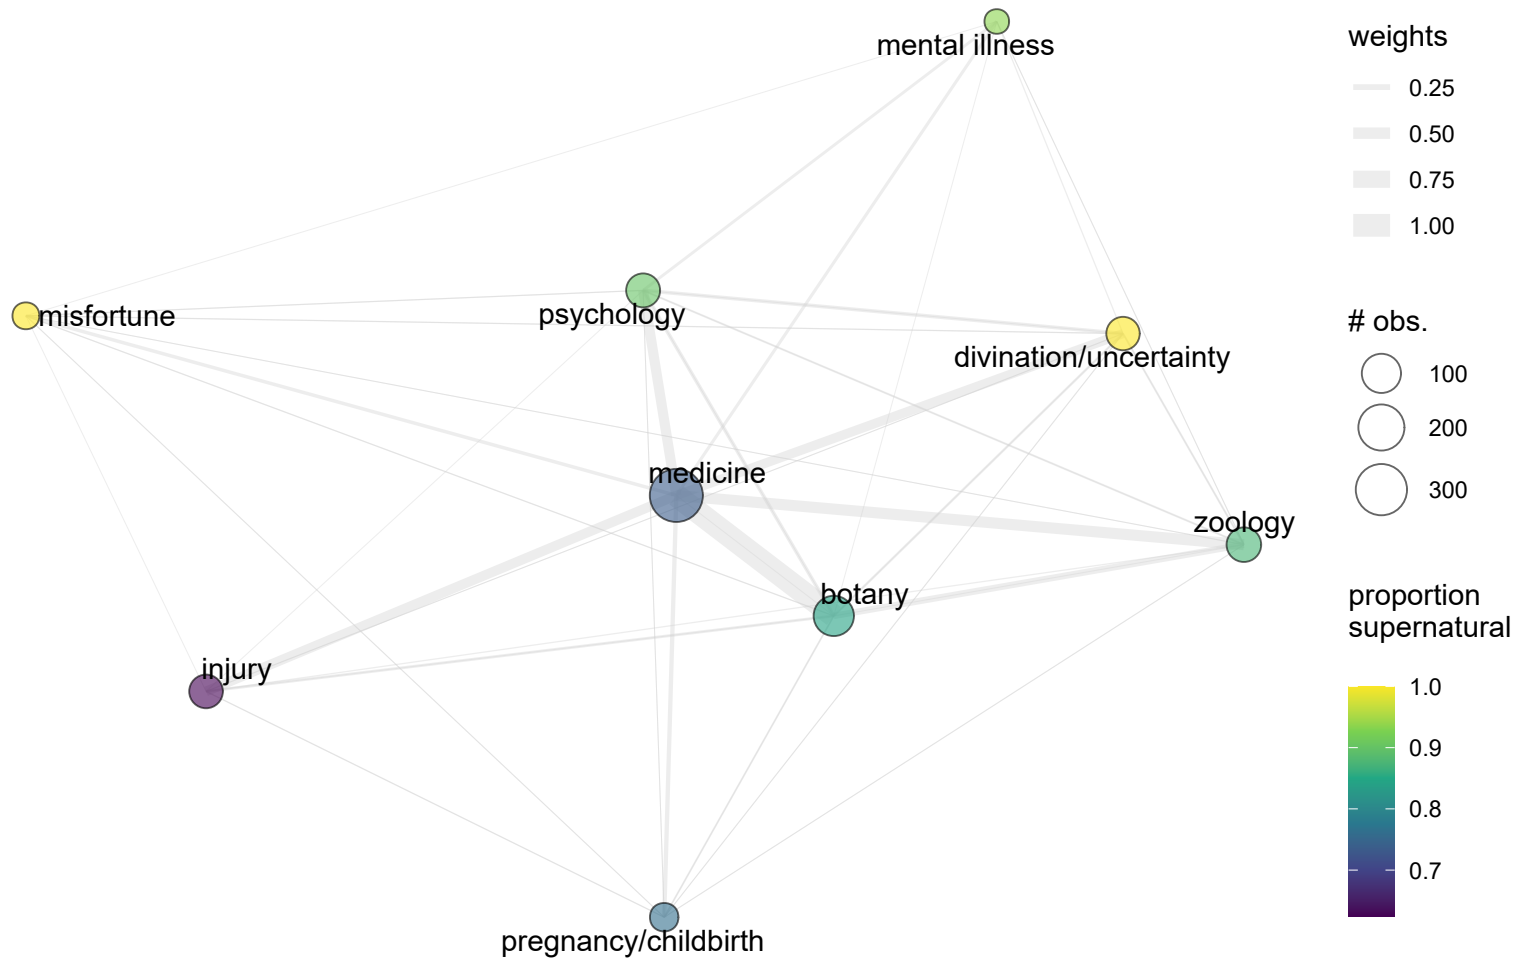 mental illness
misfortune
psychology
divination/uncertainty
medicine
zoology
botany
injury
pregnancy/childbirth
weights
0.25
0.50
0.75
1.00
# obs.
100
200
300
proportion
supernatural
1.0
0.9
0.8
0.7